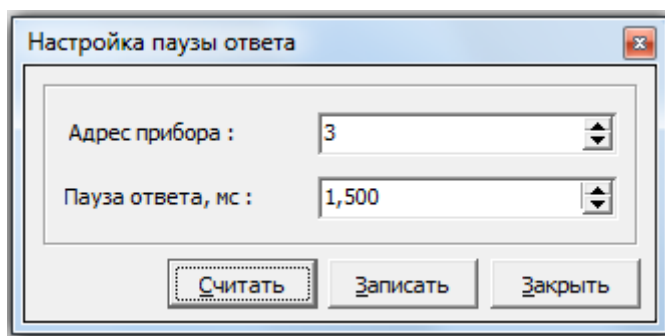 Настройка паузы ответа
Адрес прибора : 3
Пауза ответа, мс : 1,500
Считать Записать Закрыть